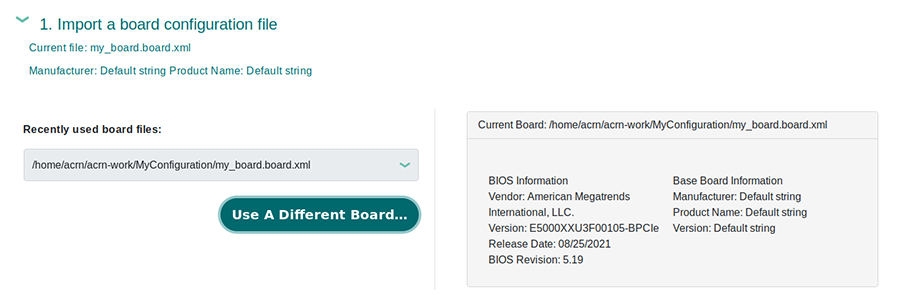 1. Import a board configuration file
Current file: my_board.board.xml
Manufacturer: Default string Product Name: Default string
Recently used board files:
/home/acrn/acrn-work/MyConfiguration/my_board.board.xml
Use A Different Board...
Current Board: /home/acrn/acrn-work/MyConfiguration/my_board.board.xml
BIOS Information
Vendor: American Megatrends
International, LLC.
Version: E5000XXU3F00105-BPCIe
Release Date: 08/25/2021
BIOS Revision: 5.19
Base Board Information
Manufacturer: Default string
Product Name: Default string
Version: Default string